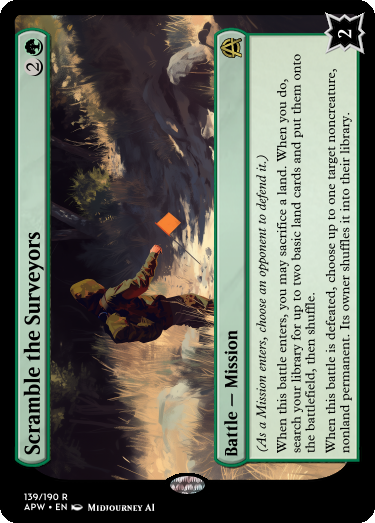 Scramble the Surveyors
2
Battle — Mission
(As a Mission enters, choose an opponent to defend it.)
When this battle enters, you may sacrifice a land. When you do,
search your library for up to two basic land cards and put them onto
the battlefield, then shuffle.
When this battle is defeated, choose up to one target noncreature,
nonland permanent. Its owner shuffles it into their library.
2
139/190 R
APW • EN MIDJOURNEY AI